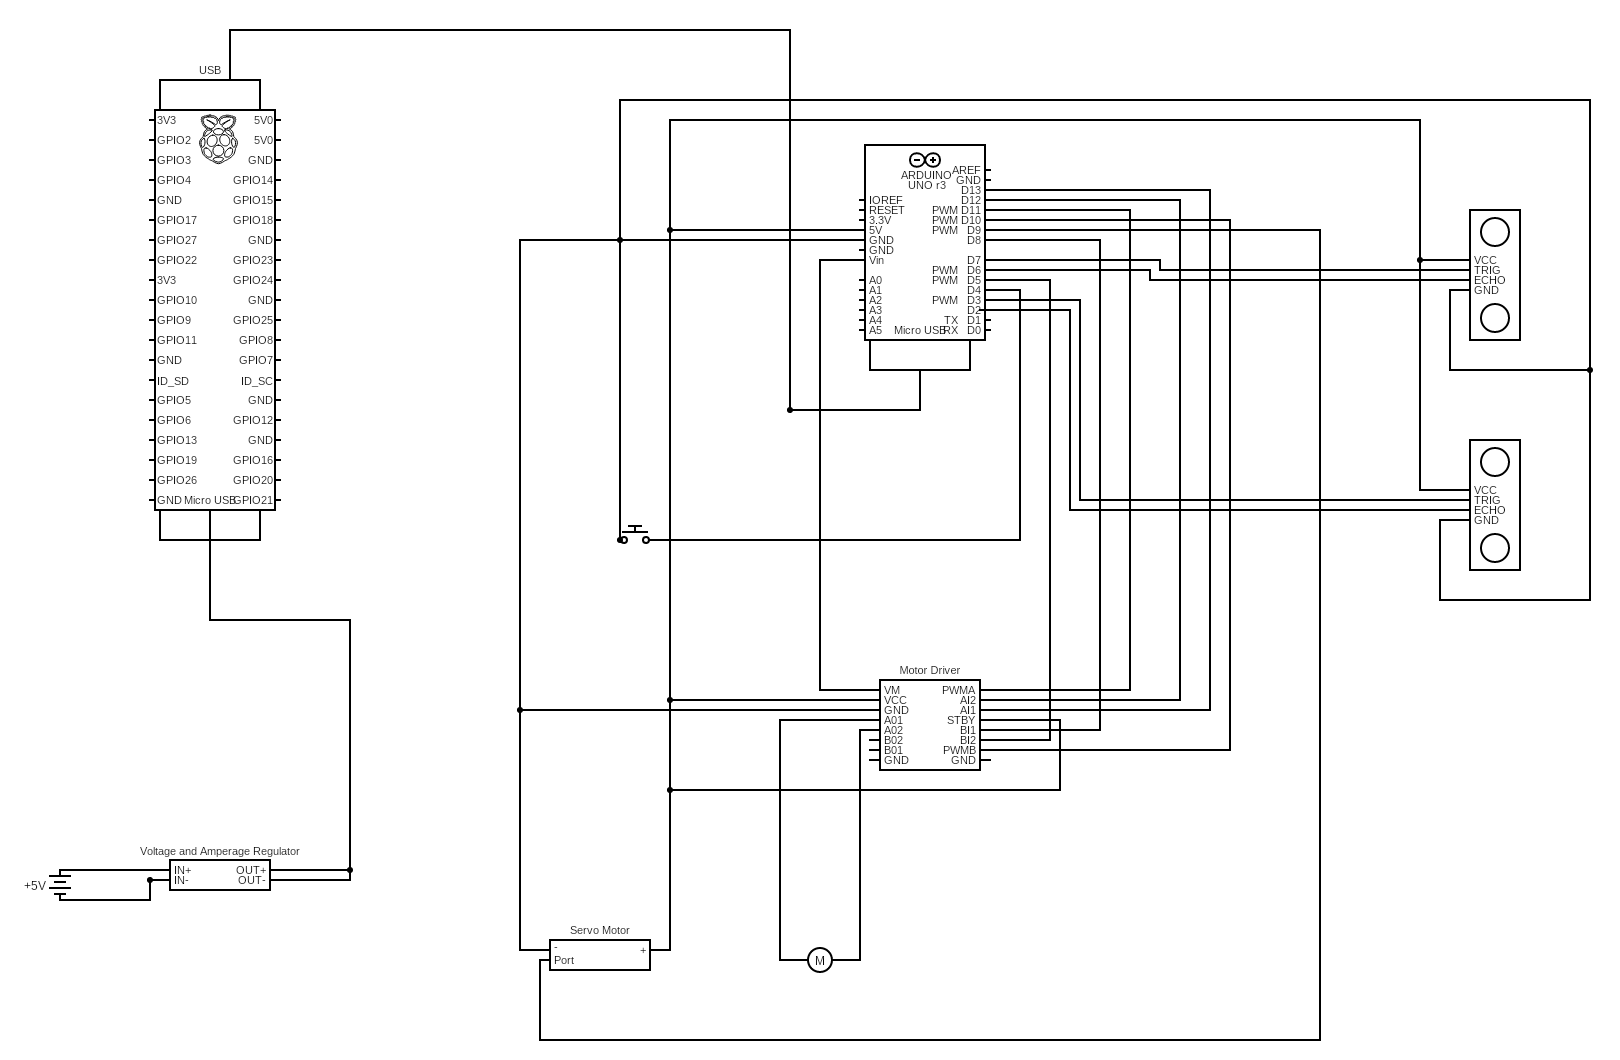 USB
3V3 5V0
GPIO2 5V0
GPIO3 GND
GPIO4 GPIO14
GND GPIO15
GPIO17 GPIO18
GPIO27 GND
GPIO22 GPIO23
3V3 GPIO24
GPIO10 GND
GPIO9 GPIO25
GPIO11 GPIO8
GND GPIO7
ID_SD ID_SC
GPIO5 GND
GPIO6 GPIO12
GPIO13 GND
GPIO19 GPIO16
GPIO26 GPIO20
GND Micro USB GPIO21
Voltage and Amperage Regulator
+5V
IN+ OUT+
IN- OUT-
ARDUINO
UNO r3
AREF
GND
D13
IOREF D12
RESET PWM D11
3.3V PWM D10
5V PWM D9
GND D8
GND
Vin D7
PWM D6
A0 PWM D5
A1 D4
A2 PWM D3
A3 D2
A4 TX D1
A5 Micro USB RX D0
VCC
TRIG
ECHO
GND
VCC
TRIG
ECHO
GND
Motor Driver
VM PWMA
VCC AI2
GND AI1
A01 STBY
A02 BI1
B02 BI2
B01 PWMB
GND GND
Servo Motor
- +
Port
M